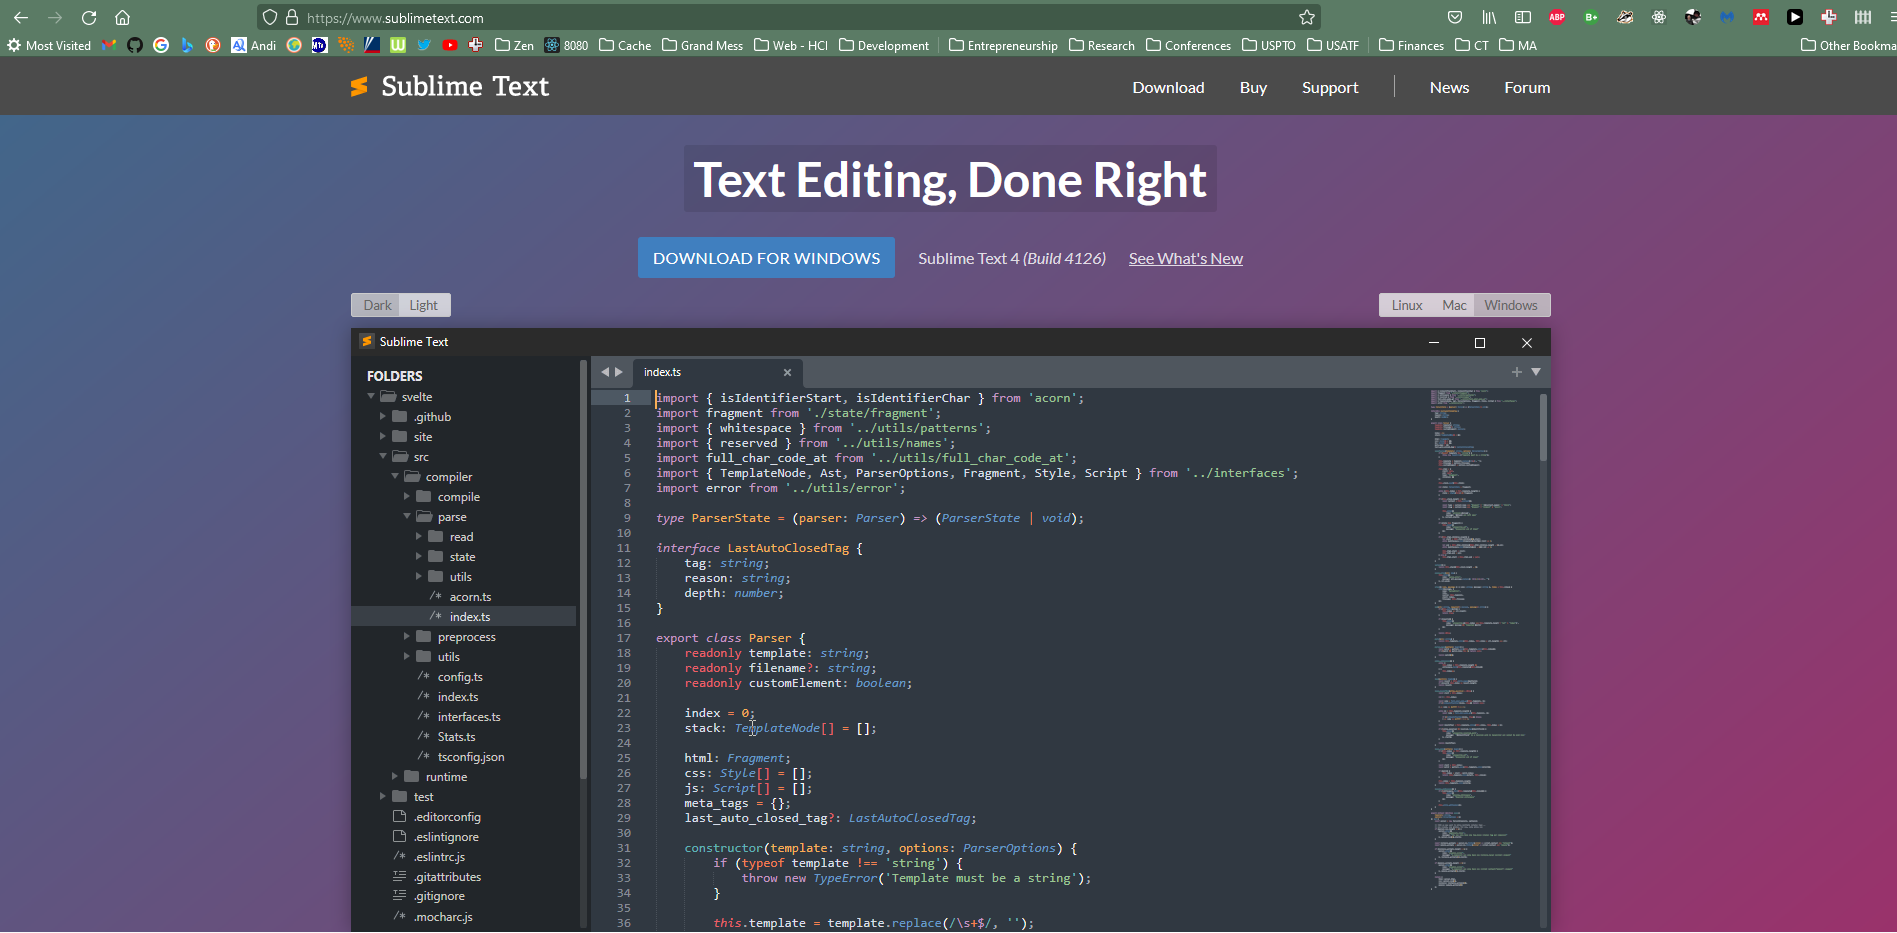 https://www.sublimetext.com
ABP
B+
Most Visited
Andi
Zen
8080
Cache
Grand Mess
Web - HCI
Development
Entrepreneurship
Research
Conferences
USPTO
USATF
Finances
CT
MA
Other Bookma
Sublime Text
Download
Buy
Support
News
Forum
Text Editing, Done Right
DOWNLOAD FOR WINDOWS
Sublime Text 4 (Build 4126)
See What's New
Dark
Light
Linux
Mac
Windows
Sublime Text
FOLDERS
svelte
.github
site
src
compiler
compile
parse
read
state
utils
/* acorn.ts
/* index.ts
preprocess
utils
/* config.ts
/* index.ts
/* interfaces.ts
/* Stats.ts
/* tsconfig.json
runtime
test
.editorconfig
.eslintignore
/* .eslintrc.js
.gitattributes
.gitignore
/* .mocharc.js
index.ts
1 import { isIdentifierStart, isIdentifierChar } from 'acorn';
2 import fragment from './state/fragment';
3 import { whitespace } from '../utils/patterns';
4 import { reserved } from '../utils/names';
5 import full_char_code_at from '../utils/full_char_code_at';
6 import { TemplateNode, Ast, ParserOptions, Fragment, Style, Script } from '../interfaces';
7 import error from '../utils/error';
8
9 type ParserState = (parser: Parser) => (ParserState | void);
10
11 interface LastAutoClosedTag {
12 tag: string;
13 reason: string;
14 depth: number;
15 }
16
17 export class Parser {
18 readonly template: string;
19 readonly filename?: string;
20 readonly customElement: boolean;
21
22 index = 0;
23 stack: TemplateNode[] = [];
24
25 html: Fragment;
26 css: Style[] = [];
27 js: Script[] = [];
28 meta_tags = {};
29 last_auto_closed_tag?: LastAutoClosedTag;
30
31 constructor(template: string, options: ParserOptions) {
32 if (typeof template !== 'string') {
33 throw new TypeError('Template must be a string');
34 }
35
36 this.template = template.replace(/\s+$/, '');